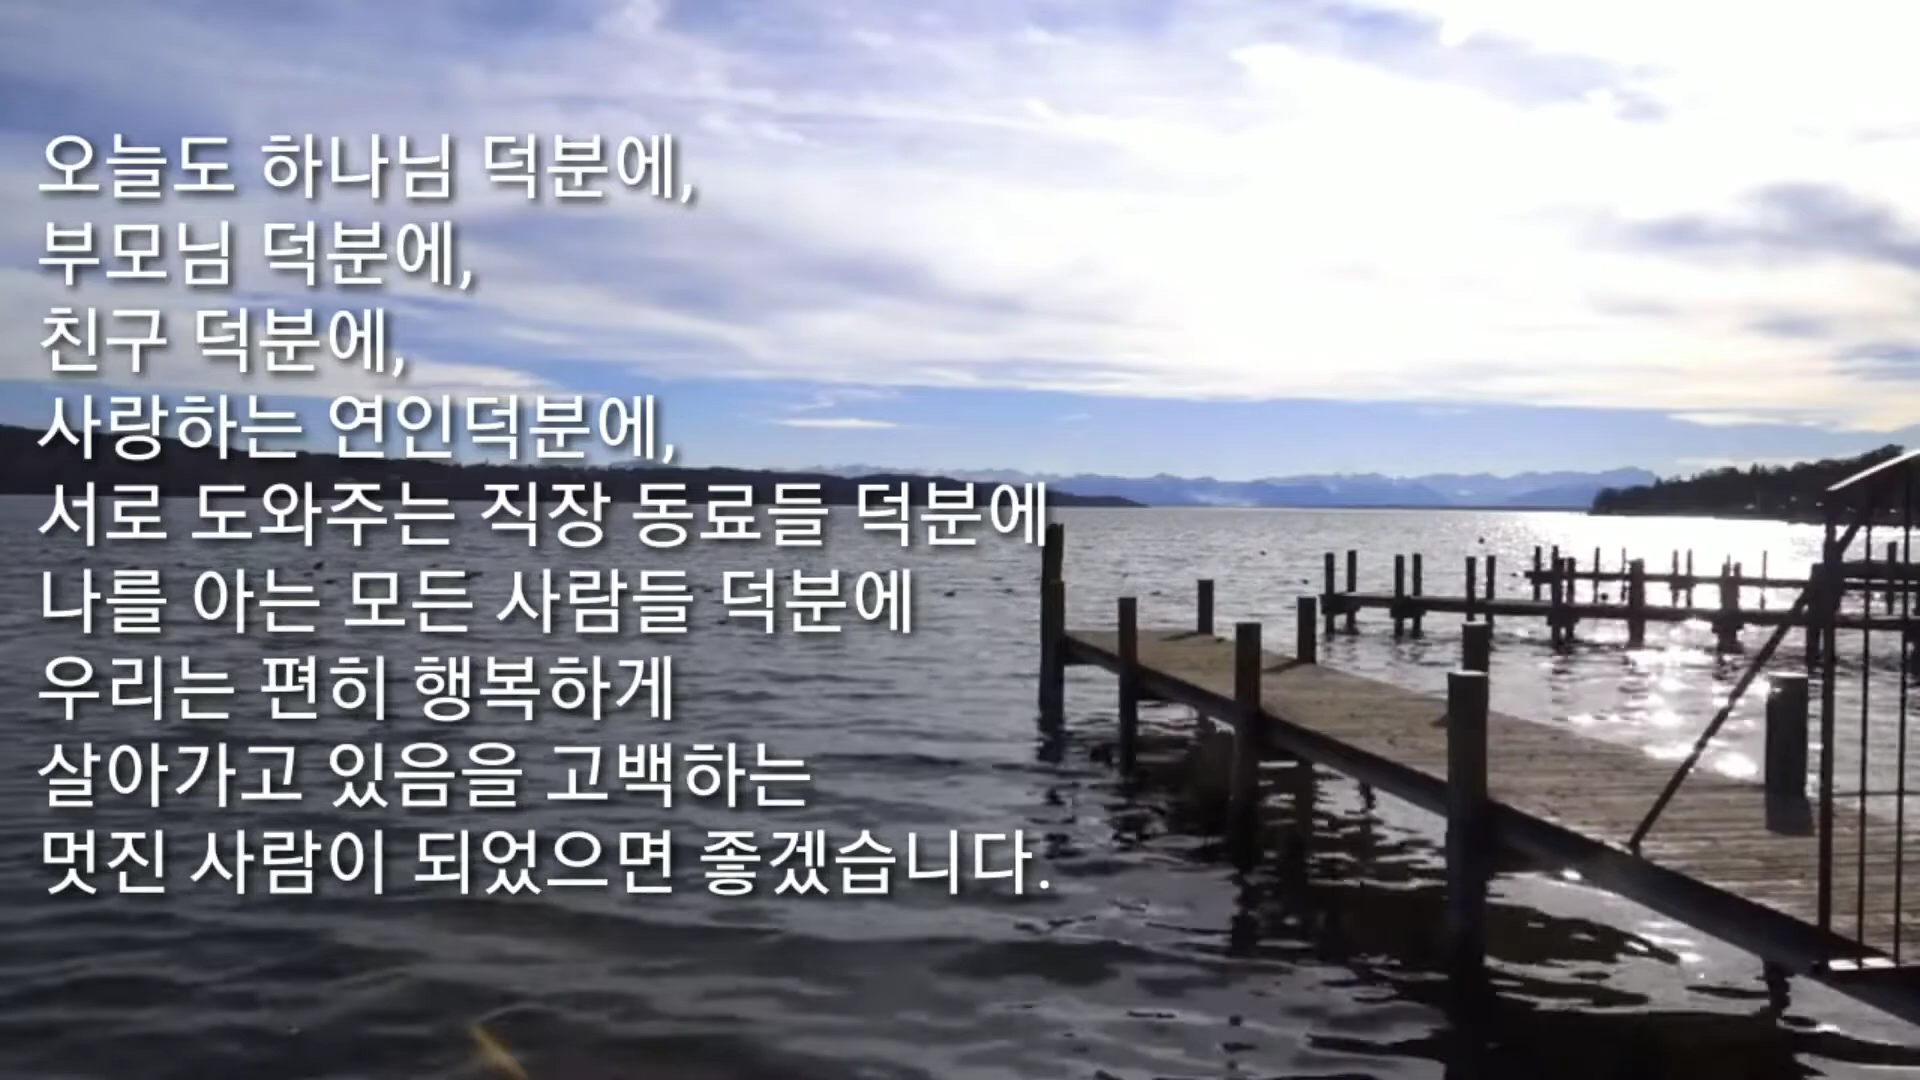 오늘도 하나님 덕분에,
부모님 덕분에,
친구 덕분에,
사랑하는 연인덕분에,
서로 도와주는 직장 동료들 덕분에
나를 아는 모든 사람들 덕분에
우리는 편히 행복하게
살아가고 있음을 고백하는
멋진 사람이 되었으면 좋겠습니다.